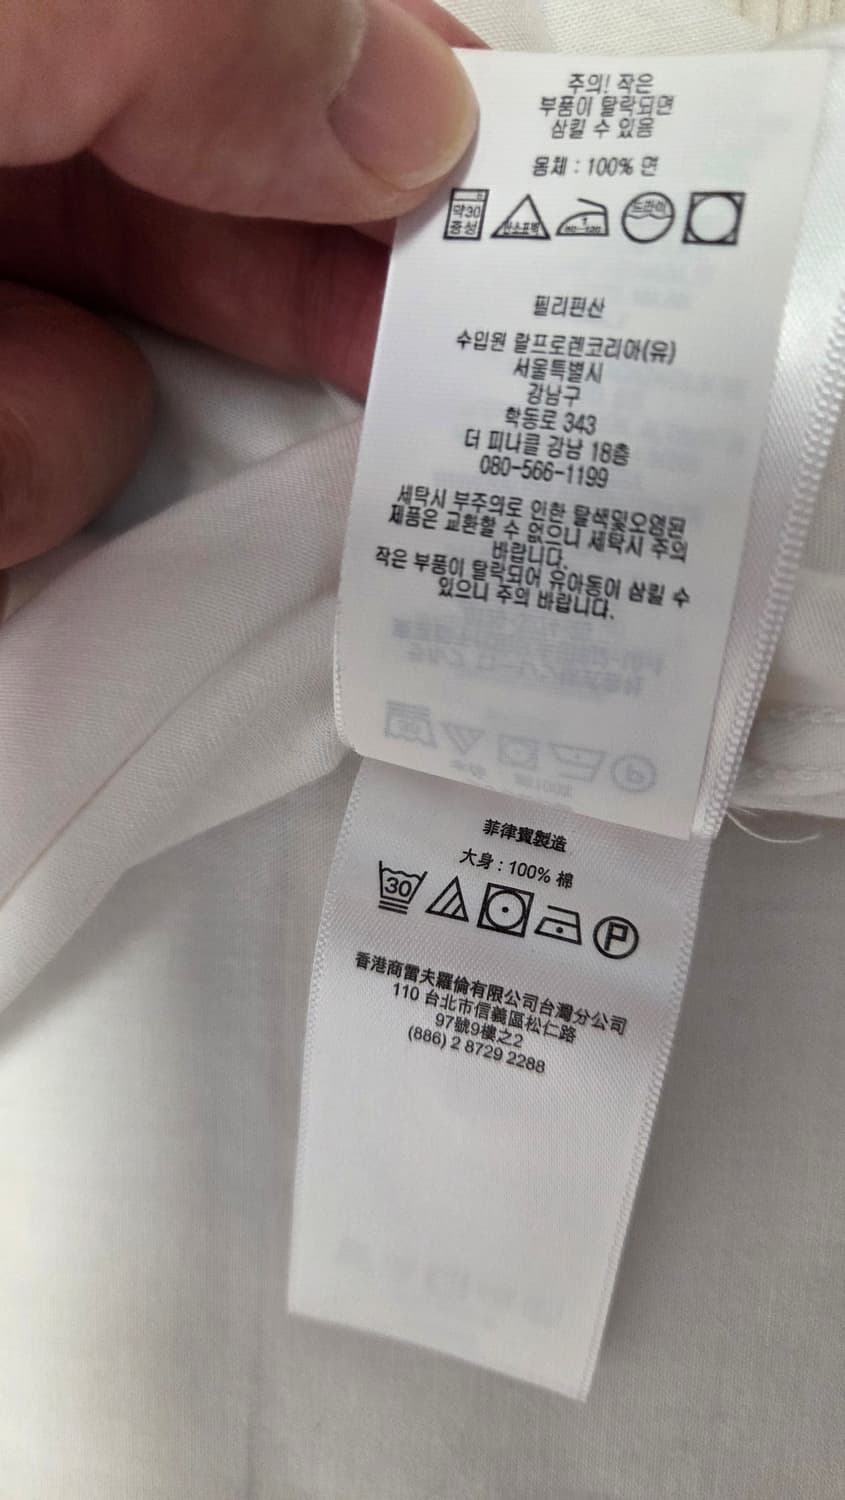 주의! 작은
부품이 탈락되면
삼킬 수 있음
몸체 : 100% 면
약30 중성 산소표백 80~120 드라이
필리핀산
수입원 랄프로렌코리아(유)
서울특별시
강남구
학동로 343
더 피나클 강남 18층
080-566-1199
세탁시 부주의로 인한 탈색및오염된
제품은 교환할 수 없으니 세탁시 주의
바랍니다.
작은 부품이 탈락되어 유아동이 삼킬 수
있으니 주의 바랍니다.
菲律賓製造
大身 : 100% 棉
30 P
香港商雷夫羅倫有限公司台灣分公司
110 台北市信義區松仁路
97號9樓之2
(886) 2 8729 2288